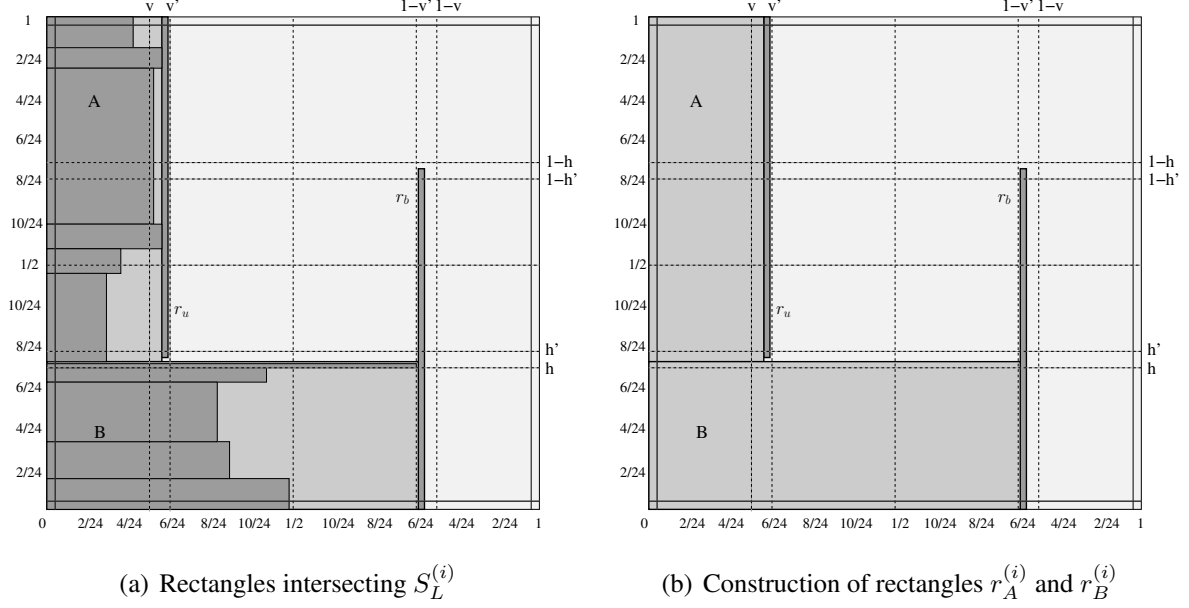 v v' 1−v' 1−v
1
2/24
A
4/24
6/24
1−h
8/24
1−h'
r_b
10/24
1/2
10/24
r_u
8/24
h'
h
6/24
B
4/24
2/24
0 2/24 4/24 6/24 8/24 10/24 1/2 10/24 8/24 6/24 4/24 2/24 1
(a) Rectangles intersecting S_L^{(i)}
v v' 1−v' 1−v
1
2/24
A
4/24
6/24
1−h
8/24
1−h'
r_b
10/24
1/2
10/24
r_u
8/24
h'
h
6/24
B
4/24
2/24
0 2/24 4/24 6/24 8/24 10/24 1/2 10/24 8/24 6/24 4/24 2/24 1
(b) Construction of rectangles r_A^{(i)} and r_B^{(i)}